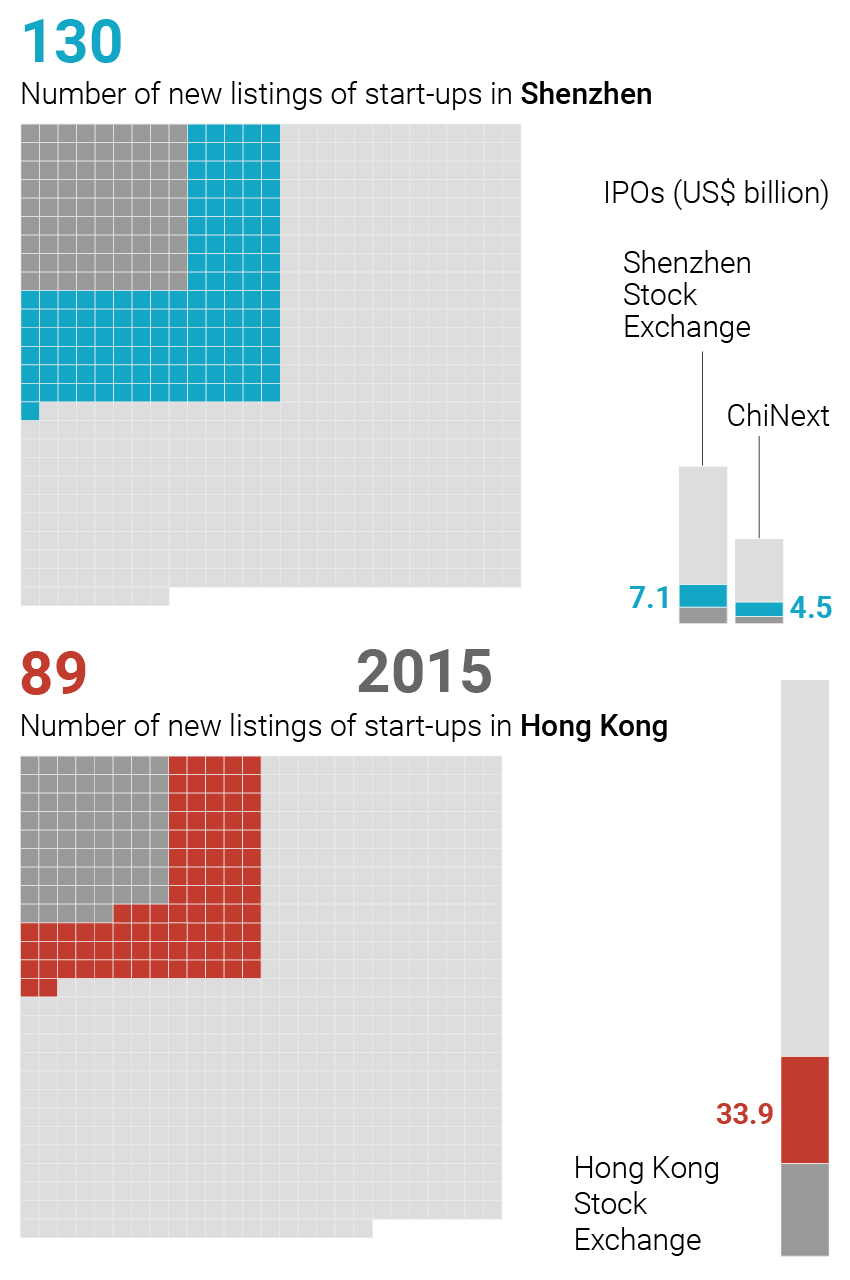 130
Number of new listings of start-ups in Shenzhen
IPOs (US$ billion)
Shenzhen
Stock
Exchange
ChiNext
7.1
4.5
89
2015
Number of new listings of start-ups in Hong Kong
33.9
Hong Kong
Stock
Exchange